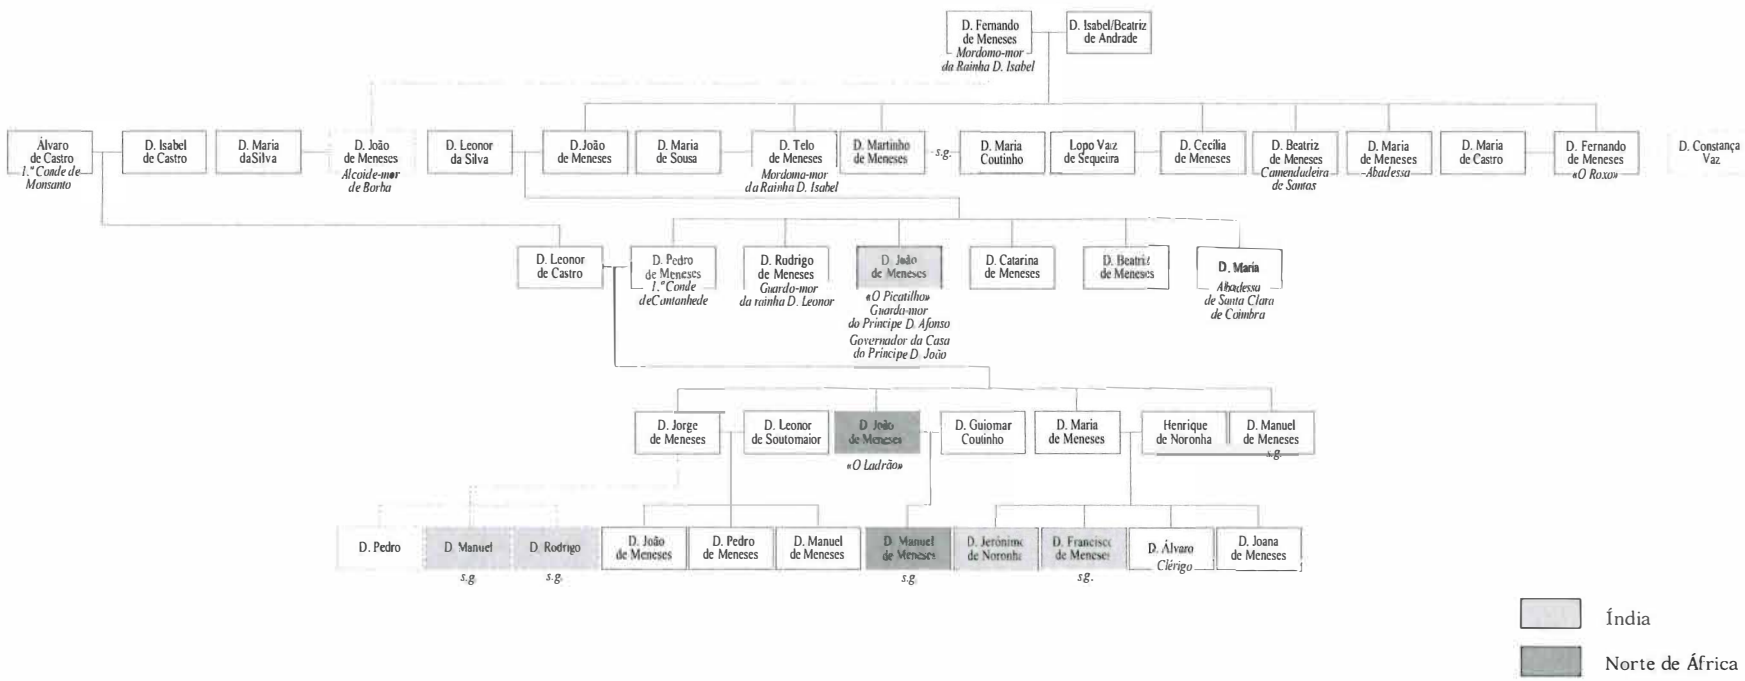 D. Fernando
de Meneses
Mordomo-mor
da Rainha D. Isabel
D. Isabel/Beatriz
de Andrade
Álvaro
de Castro
1.º Conde de
Monsanto
D. Isabel
de Castro
D. Maria
da Silva
D. João
de Meneses
Alcoide-mor
de Borba
D. Leonor
da Silva
D. João
de Meneses
D. Maria
de Sousa
D. Telo
de Meneses
Mordoma-mor
da Rainha D. Isabel
D. Martinho
de Meneses
s.g.
D. Maria
Coutinho
Lopo Vaz
de Sequeira
D. Cecília
de Meneses
D. Beatriz
de Meneses
Camendadeira
de Santas
D. Maria
de Meneses
Abadessa
D. Maria
de Castro
D. Fernando
de Meneses
«O Roxo»
D. Constança
Vaz
D. Leonor
de Castro
D. Pedro
de Meneses
1.º Conde
de Cantanhede
D. Rodrigo
de Meneses
Guarda-mor
da rainha D. Leonor
D. João
de Meneses
«O Picatilho»
Guarda-mor
do Príncipe D. Afonso
Governador da Casa
do Príncipe D. João
D. Catarina
de Meneses
D. Beatriz
de Meneses
D. Maria
Abadessa
de Santa Clara
de Coimbra
D. Jorge
de Meneses
D. Leonor
de Soutomaior
D. João
de Meneses
«O Ladrão»
D. Guiomar
Coutinho
D. Maria
de Meneses
Henrique
de Noronha
D. Manuel
de Meneses
s.g.
D. Pedro
D. Manuel
s.g.
D. Rodrigo
s.g.
D. João
de Meneses
D. Pedro
de Meneses
D. Manuel
de Meneses
D. Manuel
de Meneses
s.g.
D. Jerónimo
de Noronha
D. Francisco
de Meneses
sg.
D. Álvaro
Clérigo
D. Joana
de Meneses
Índia
Norte de África